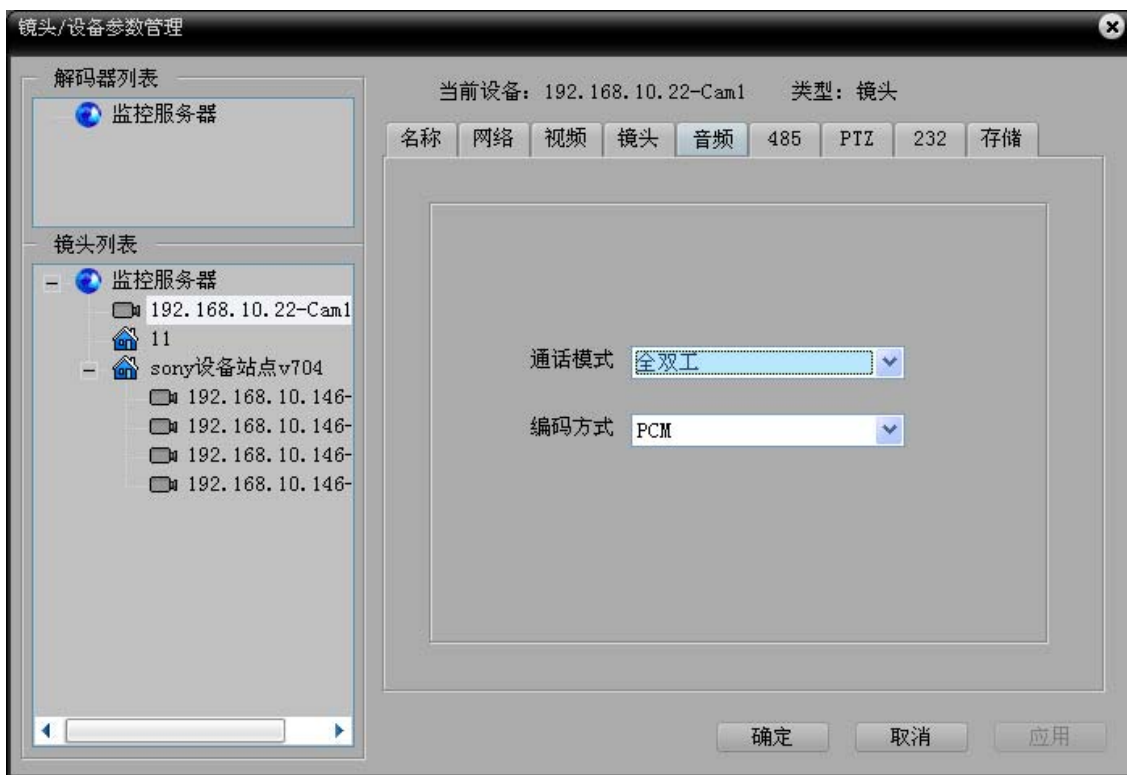 镜头/设备参数管理
解码器列表
监控服务器
镜头列表
监控服务器
192.168.10.22-Cam1
11
sony设备站点v704
192.168.10.146-
192.168.10.146-
192.168.10.146-
192.168.10.146-
当前设备: 192.168.10.22-Cam1 类型: 镜头
名称 网络 视频 镜头 音频 485 PTZ 232 存储
通话模式 全双工
编码方式 PCM
确定 取消 应用